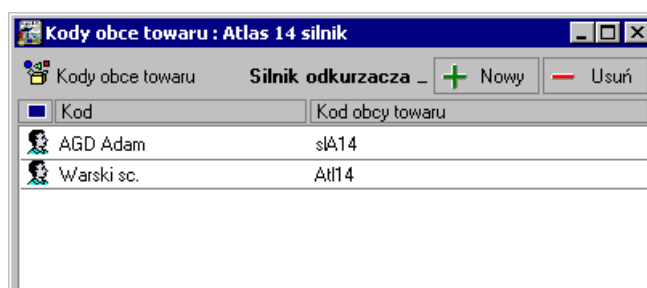 Kody obce towaru : Atlas 14 silnik
Kody obce towaru Silnik odkurzacza _ Nowy Usuń
Kod Kod obcy towaru
AGD Adam slA14
Warski sc. Atl14